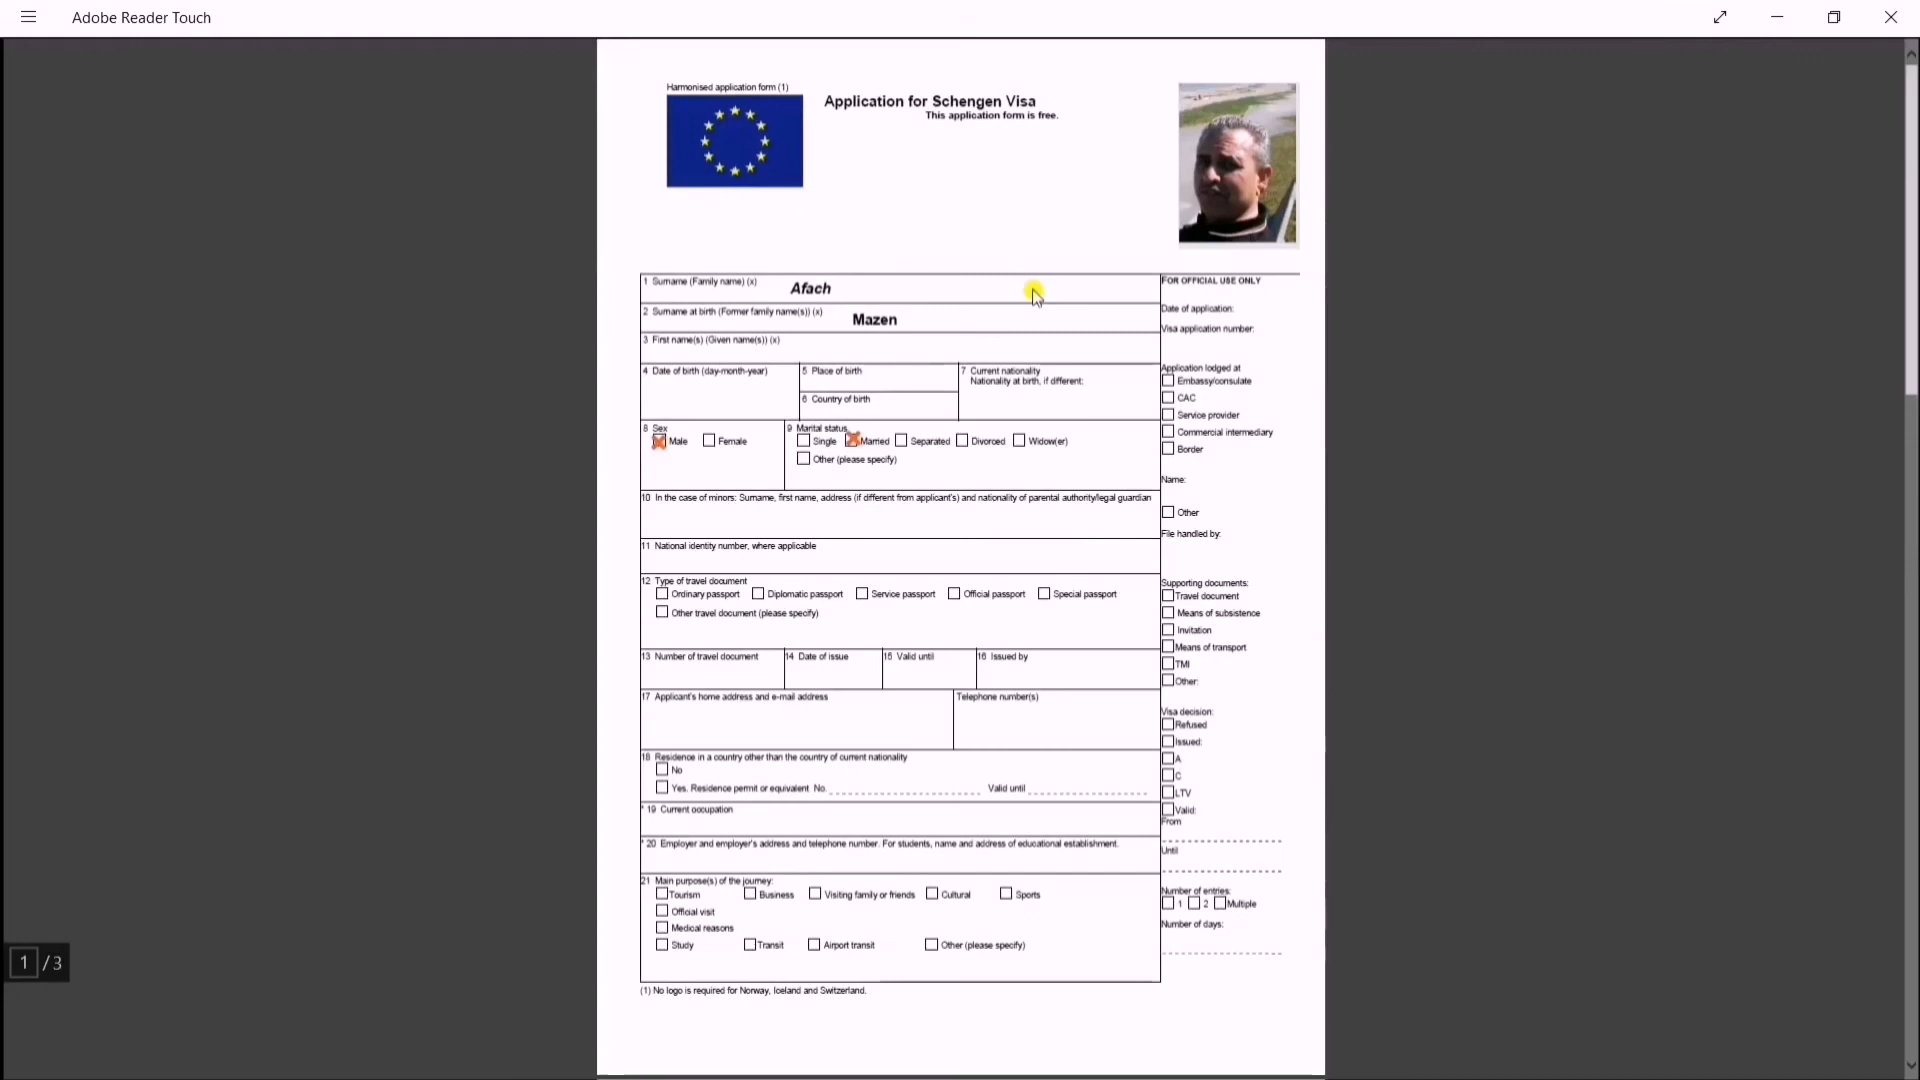 Adobe Reader Touch
Harmonised application form (1)
Application for Schengen Visa
This application form is free.
1 Surname (Family name) (x)
Afach
2 Surname at birth (Former family name(s)) (x)
Mazen
3 First name(s) (Given name(s)) (x)
4 Date of birth (day-month-year)
5 Place of birth
6 Country of birth
7 Current nationality
Nationality at birth, if different:
8 Sex
Male Female
9 Marital status
Single Married Separated Divorced Widow(er)
Other (please specify)
10 In the case of minors: Surname, first name, address (if different from applicant's) and nationality of parental authority/legal guardian
11 National identity number, where applicable
12 Type of travel document
Ordinary passport Diplomatic passport Service passport Official passport Special passport
Other travel document (please specify)
13 Number of travel document
14 Date of issue
15 Valid until
16 Issued by
17 Applicant's home address and e-mail address
Telephone number(s)
18 Residence in a country other than the country of current nationality
No
Yes. Residence permit or equivalent No. Valid until
* 19 Current occupation
* 20 Employer and employer's address and telephone number. For students, name and address of educational establishment.
21 Main purpose(s) of the journey:
Tourism Business Visiting family or friends Cultural Sports
Official visit
Medical reasons
Study Transit Airport transit Other (please specify)
(1) No logo is required for Norway, Iceland and Switzerland.
FOR OFFICIAL USE ONLY
Date of application:
Visa application number:
Application lodged at
Embassy/consulate
CAC
Service provider
Commercial intermediary
Border
Name:
Other
File handled by:
Supporting documents:
Travel document
Means of subsistence
Invitation
Means of transport
TMI
Other:
Visa decision:
Refused
Issued:
A
C
LTV
Valid:
From
Until
Number of entries:
1 2 Multiple
Number of days:
1 / 3